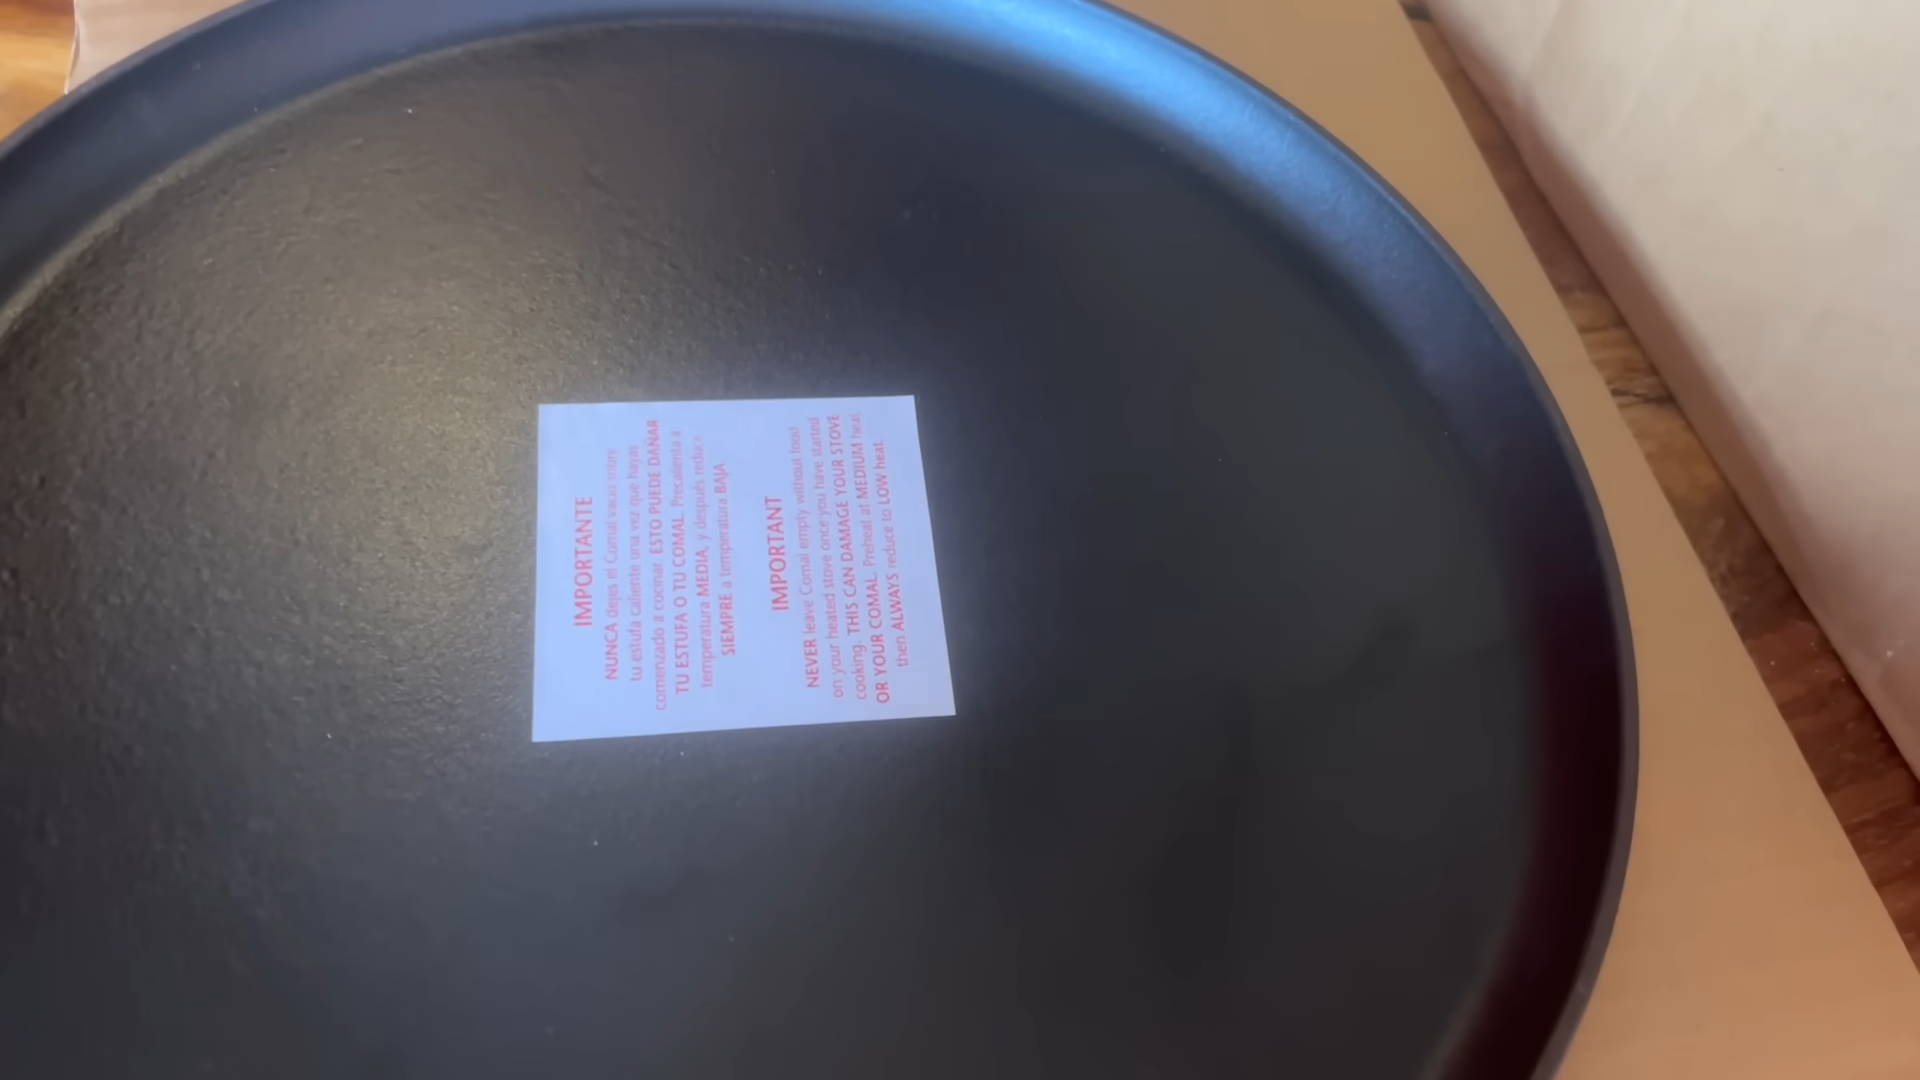 IMPORTANTE
NUNCA dejes el Comal vacío sobre
tu estufa caliente una vez que hayas
comenzado a cocinar. ESTO PUEDE DAÑAR
TU ESTUFA O TU COMAL. Precalienta a
temperatura MEDIA, y después reduce
SIEMPRE a temperatura BAJA
IMPORTANT
NEVER leave Comal empty without food
on your heated stove once you have started
cooking. THIS CAN DAMAGE YOUR STOVE
OR YOUR COMAL. Preheat at MEDIUM heat,
then ALWAYS reduce to LOW heat.